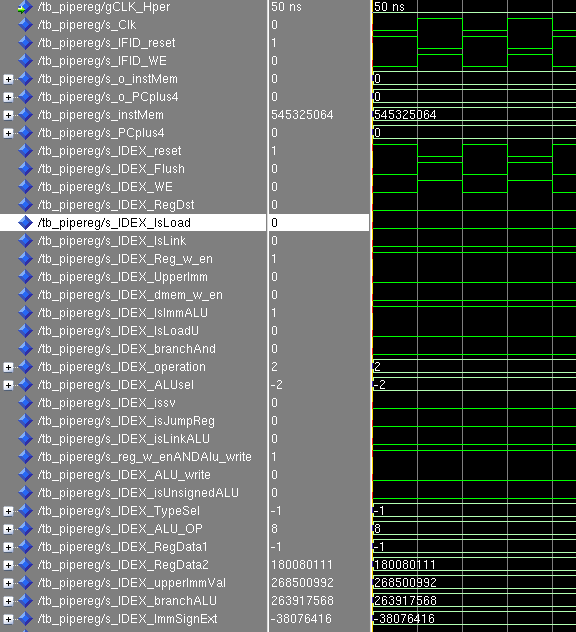 /tb_pipereg/gCLK_Hper 50 ns 50 ns
/tb_pipereg/s_Clk 0
/tb_pipereg/s_IFID_reset 1
/tb_pipereg/s_IFID_WE 0
/tb_pipereg/s_o_instMem 0 0
/tb_pipereg/s_o_PCplus4 0 0
/tb_pipereg/s_instMem 545325064 545325064
/tb_pipereg/s_PCplus4 0 0
/tb_pipereg/s_IDEX_reset 1
/tb_pipereg/s_IDEX_Flush 0
/tb_pipereg/s_IDEX_WE 0
/tb_pipereg/s_IDEX_RegDst 0
/tb_pipereg/s_IDEX_IsLoad 0
/tb_pipereg/s_IDEX_IsLink 0
/tb_pipereg/s_IDEX_Reg_w_en 1
/tb_pipereg/s_IDEX_UpperImm 0
/tb_pipereg/s_IDEX_dmem_w_en 0
/tb_pipereg/s_IDEX_IsImmALU 1
/tb_pipereg/s_IDEX_IsLoadU 0
/tb_pipereg/s_IDEX_branchAnd 0
/tb_pipereg/s_IDEX_operation 2 2
/tb_pipereg/s_IDEX_ALUsel -2 -2
/tb_pipereg/s_IDEX_issv 0
/tb_pipereg/s_IDEX_isJumpReg 0
/tb_pipereg/s_IDEX_isLinkALU 0
/tb_pipereg/s_reg_w_enANDAlu_write 1
/tb_pipereg/s_IDEX_ALU_write 0
/tb_pipereg/s_IDEX_isUnsignedALU 0
/tb_pipereg/s_IDEX_TypeSel -1 -1
/tb_pipereg/s_IDEX_ALU_OP 8 8
/tb_pipereg/s_IDEX_RegData1 -1 -1
/tb_pipereg/s_IDEX_RegData2 180080111 180080111
/tb_pipereg/s_IDEX_upperImmVal 268500992 268500992
/tb_pipereg/s_IDEX_branchALU 263917568 263917568
/tb_pipereg/s_IDEX_ImmSignExt -38076416 -38076416